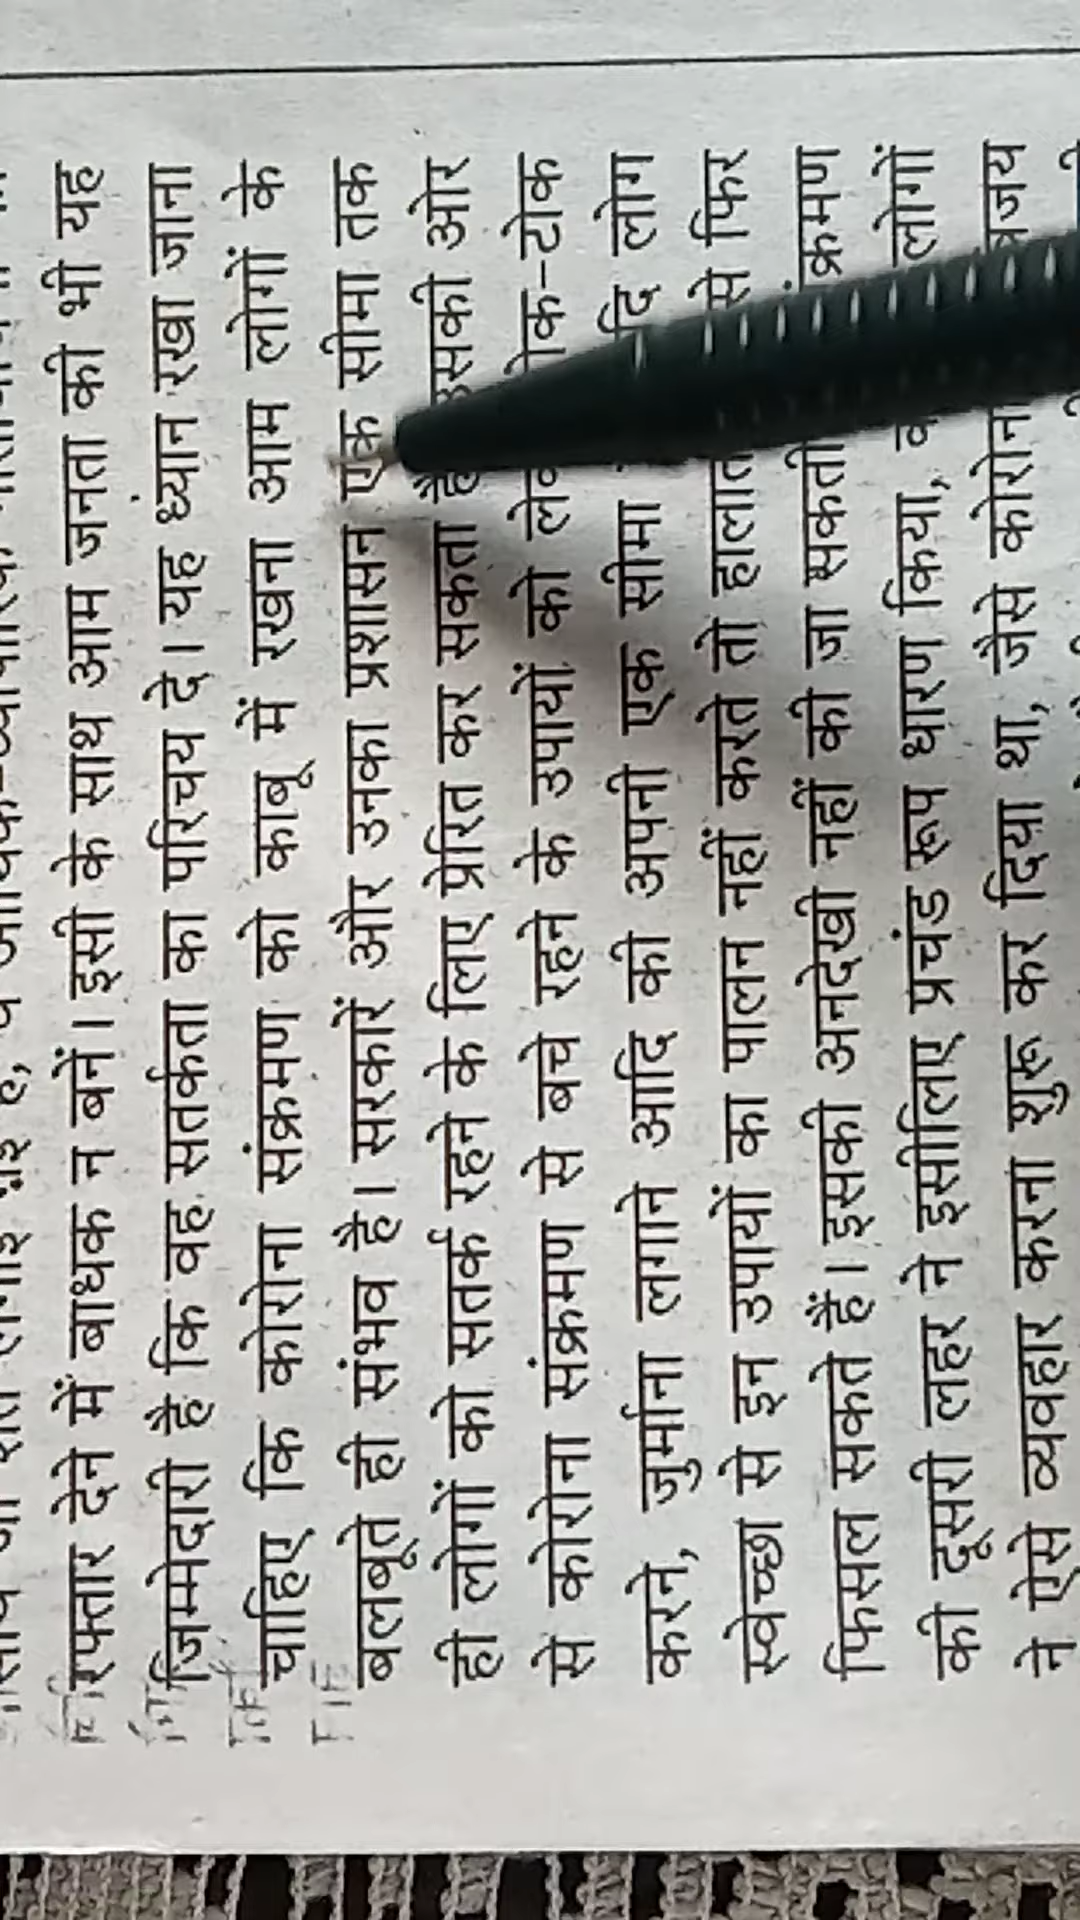 रफ्तार देने में बाधक न बनें। इसी के साथ आम जनता की भी यह
जिम्मेदारी है कि वह सतर्कता का परिचय दे। यह ध्यान रखा जाना
चाहिए कि कोरोना संक्रमण को काबू में रखना आम लोगों के
बलबूते ही संभव है। सरकारें और उनका प्रशासन एक सीमा तक
ही लोगों को सतर्क रहने के लिए प्रेरित कर सकता है इसकी ओर
से कोरोना संक्रमण से बचे रहने के उपायों को
करने, जुर्माना लगाने आदि की अपनी एक सीमा लोग
स्वेच्छा से इन उपायों का पालन नहीं करते तो हालात से फिर
फिसल सकते हैं। इसकी अनदेखी नहीं की जा सकती
की दूसरी लहर ने इसीलिए प्रचंड रूप धारण किया, लोगों
ने ऐसे व्यवहार करना शुरू कर दिया था, जैसे